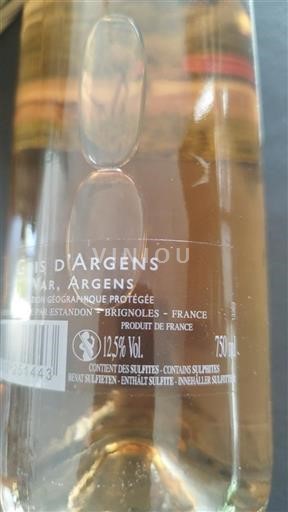 GRIS D'ARGENS
VINIOU
VAR, ARGENS
GÉOGRAPHIQUE PROTÉGÉE
PAR ESTANDON - BRIGNOLES - FRANCE
PRODUIT DE FRANCE
12,5% Vol. 750 ml
CONTIENT DES SULFITES - CONTAINS SULPHITES
BEVAT SULFIETEN - ENTHÄLT SULFITE - INNEHÅLLER SULFITER
261443